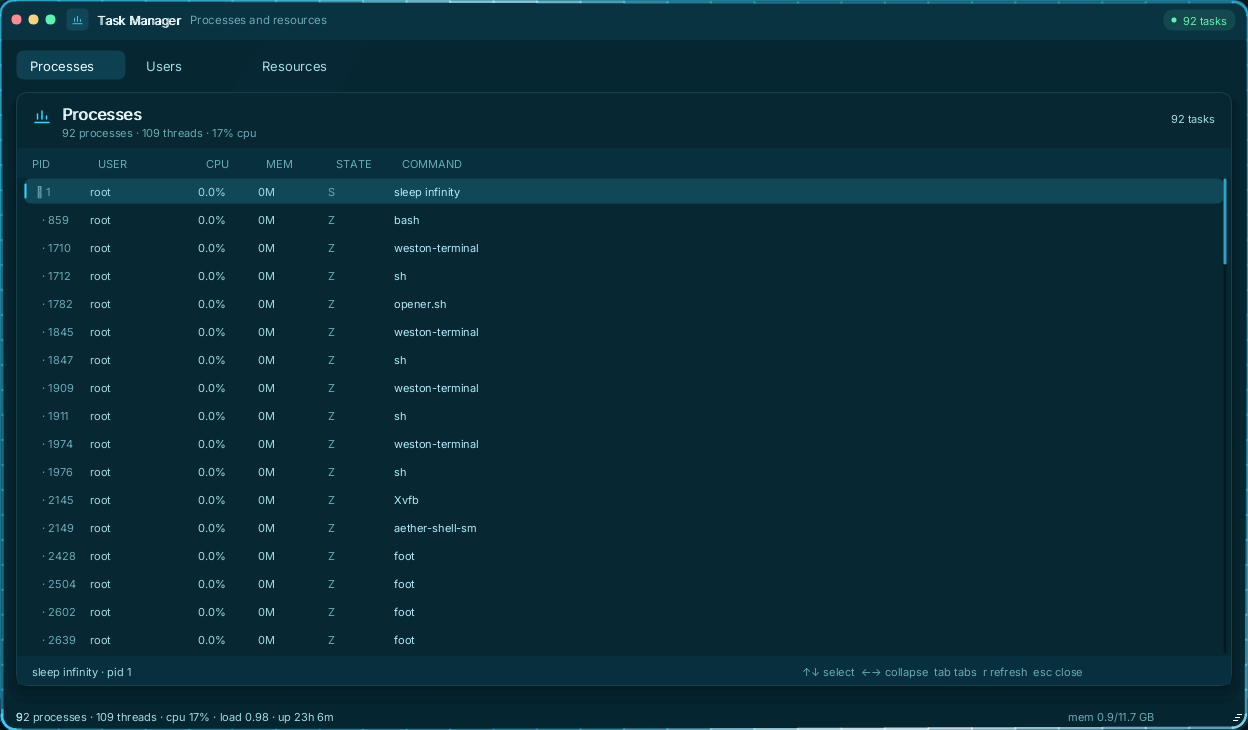 Task Manager Processes and resources 92 tasks
Processes Users Resources
Processes
92 processes · 109 threads · 17% cpu
92 tasks
PID USER CPU MEM STATE COMMAND
1 root 0.0% 0M S sleep infinity
· 859 root 0.0% 0M Z bash
· 1710 root 0.0% 0M Z weston-terminal
· 1712 root 0.0% 0M Z sh
· 1782 root 0.0% 0M Z opener.sh
· 1845 root 0.0% 0M Z weston-terminal
· 1847 root 0.0% 0M Z sh
· 1909 root 0.0% 0M Z weston-terminal
· 1911 root 0.0% 0M Z sh
· 1974 root 0.0% 0M Z weston-terminal
· 1976 root 0.0% 0M Z sh
· 2145 root 0.0% 0M Z Xvfb
· 2149 root 0.0% 0M Z aether-shell-sm
· 2428 root 0.0% 0M Z foot
· 2504 root 0.0% 0M Z foot
· 2602 root 0.0% 0M Z foot
· 2639 root 0.0% 0M Z foot
sleep infinity · pid 1 ↑↓ select ←→ collapse tab tabs r refresh esc close
92 processes · 109 threads · cpu 17% · load 0.98 · up 23h 6m mem 0.9/11.7 GB